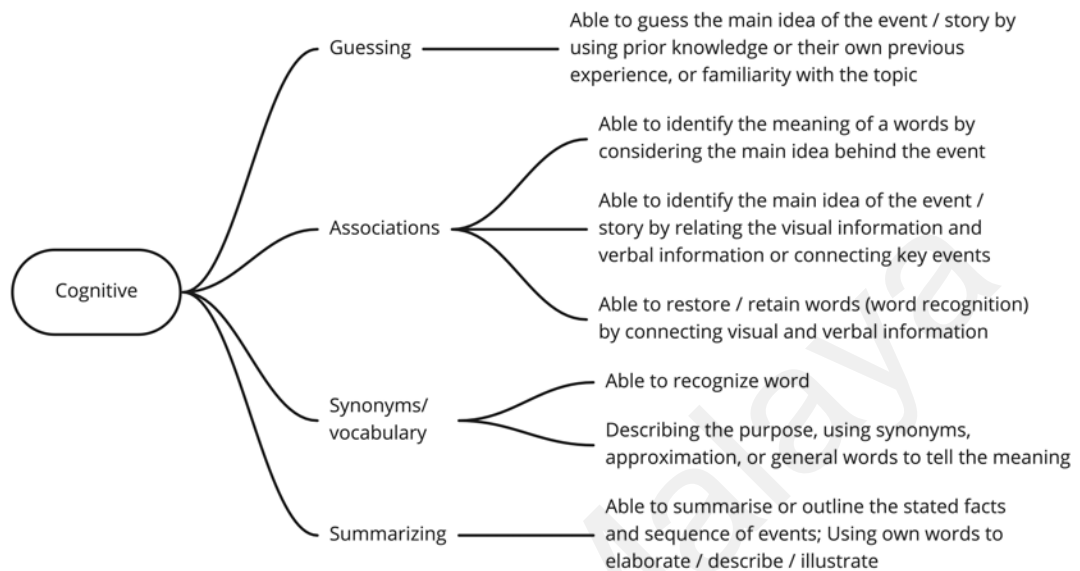 Cognitive
Guessing
Able to guess the main idea of the event / story by
using prior knowledge or their own previous
experience, or familiarity with the topic
Associations
Able to identify the meaning of a words by
considering the main idea behind the event
Able to identify the main idea of the event /
story by relating the visual information and
verbal information or connecting key events
Able to restore / retain words (word recognition)
by connecting visual and verbal information
Synonyms/
vocabulary
Able to recognize word
Describing the purpose, using synonyms,
approximation, or general words to tell the meaning
Summarizing
Able to summarise or outline the stated facts
and sequence of events; Using own words to
elaborate / describe / illustrate
Malaya